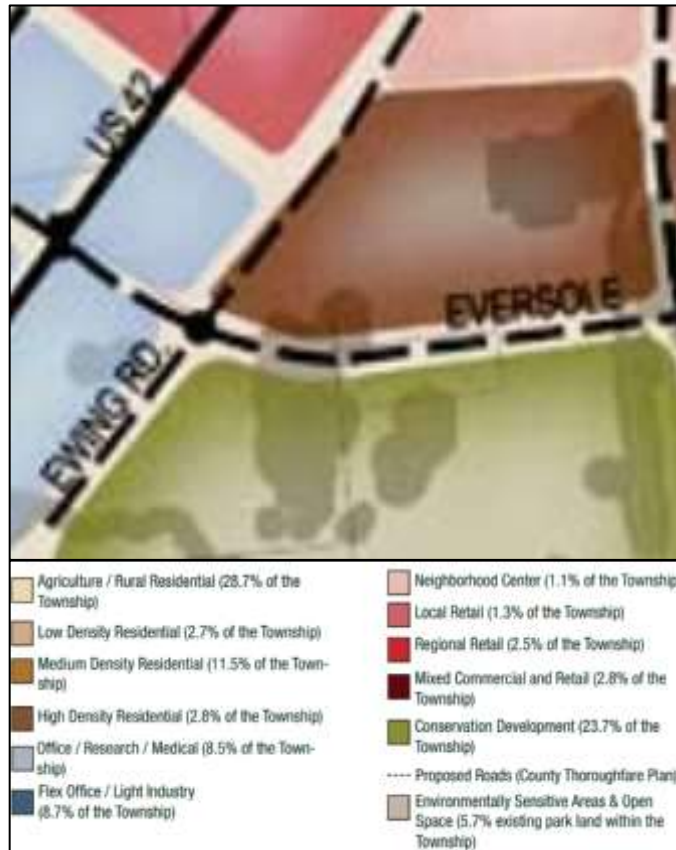 US 42
EVERSOLE
EWING RD.
Agriculture / Rural Residential (28.7% of the
Township)
Low Density Residential (2.7% of the Township)
Medium Density Residential (11.5% of the Town-
ship)
High Density Residential (2.8% of the Township)
Office / Research / Medical (8.5% of the Town-
ship)
Flex Office / Light Industry
(8.7% of the Township)
Neighborhood Center (1.1% of the Township
Local Retail (1.3% of the Township)
Regional Retail (2.5% of the Township)
Mixed Commercial and Retail (2.8% of the
Township)
Conservation Development (23.7% of the
Township)
Proposed Roads (County Thoroughfare Plan)
Environmentally Sensitive Areas & Open
Space (5.7% existing park land within the
Township)